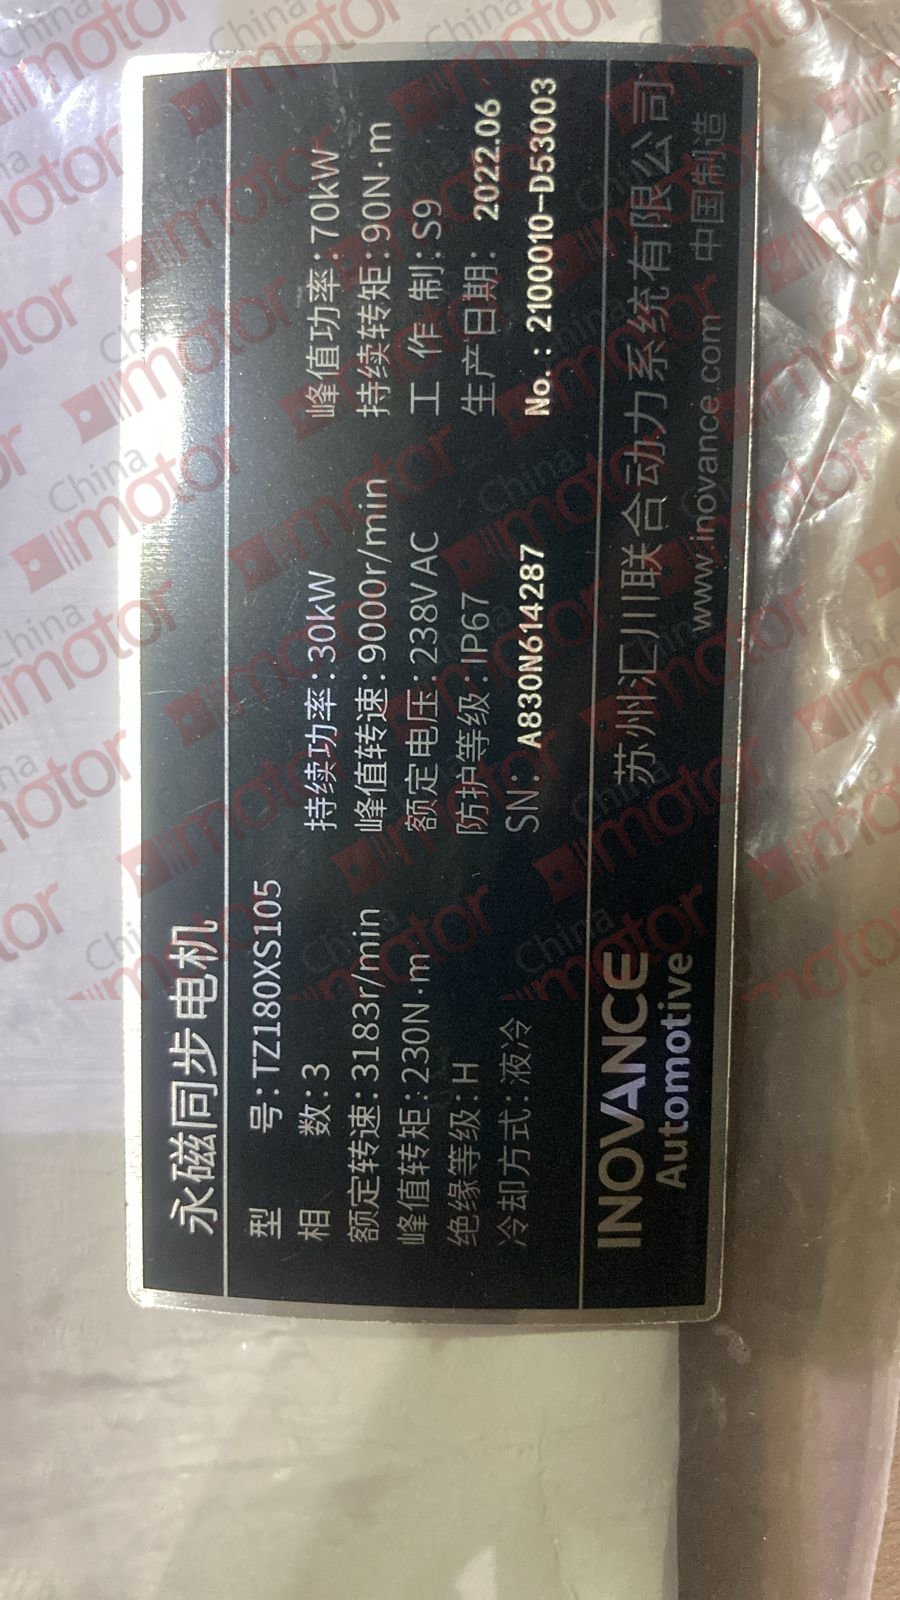 永磁同步电机
型 号:TZ180XS105
相 数:3 持续功率:30kW 峰值功率:70kW
额定转速:3183r/min 峰值转速:9000r/min 持续转矩:90N·m
峰值转矩:230N·m 额定电压:238VAC 工 作 制:S9
绝缘等级:H 防护等级:IP67 生产日期: 2022.06
冷却方式:液冷 SN: A830N614287 No.:2100010-D53003
INOVANCE 苏州汇川联合动力系统有限公司
Automotive www.inovance.com 中国制造
China motor